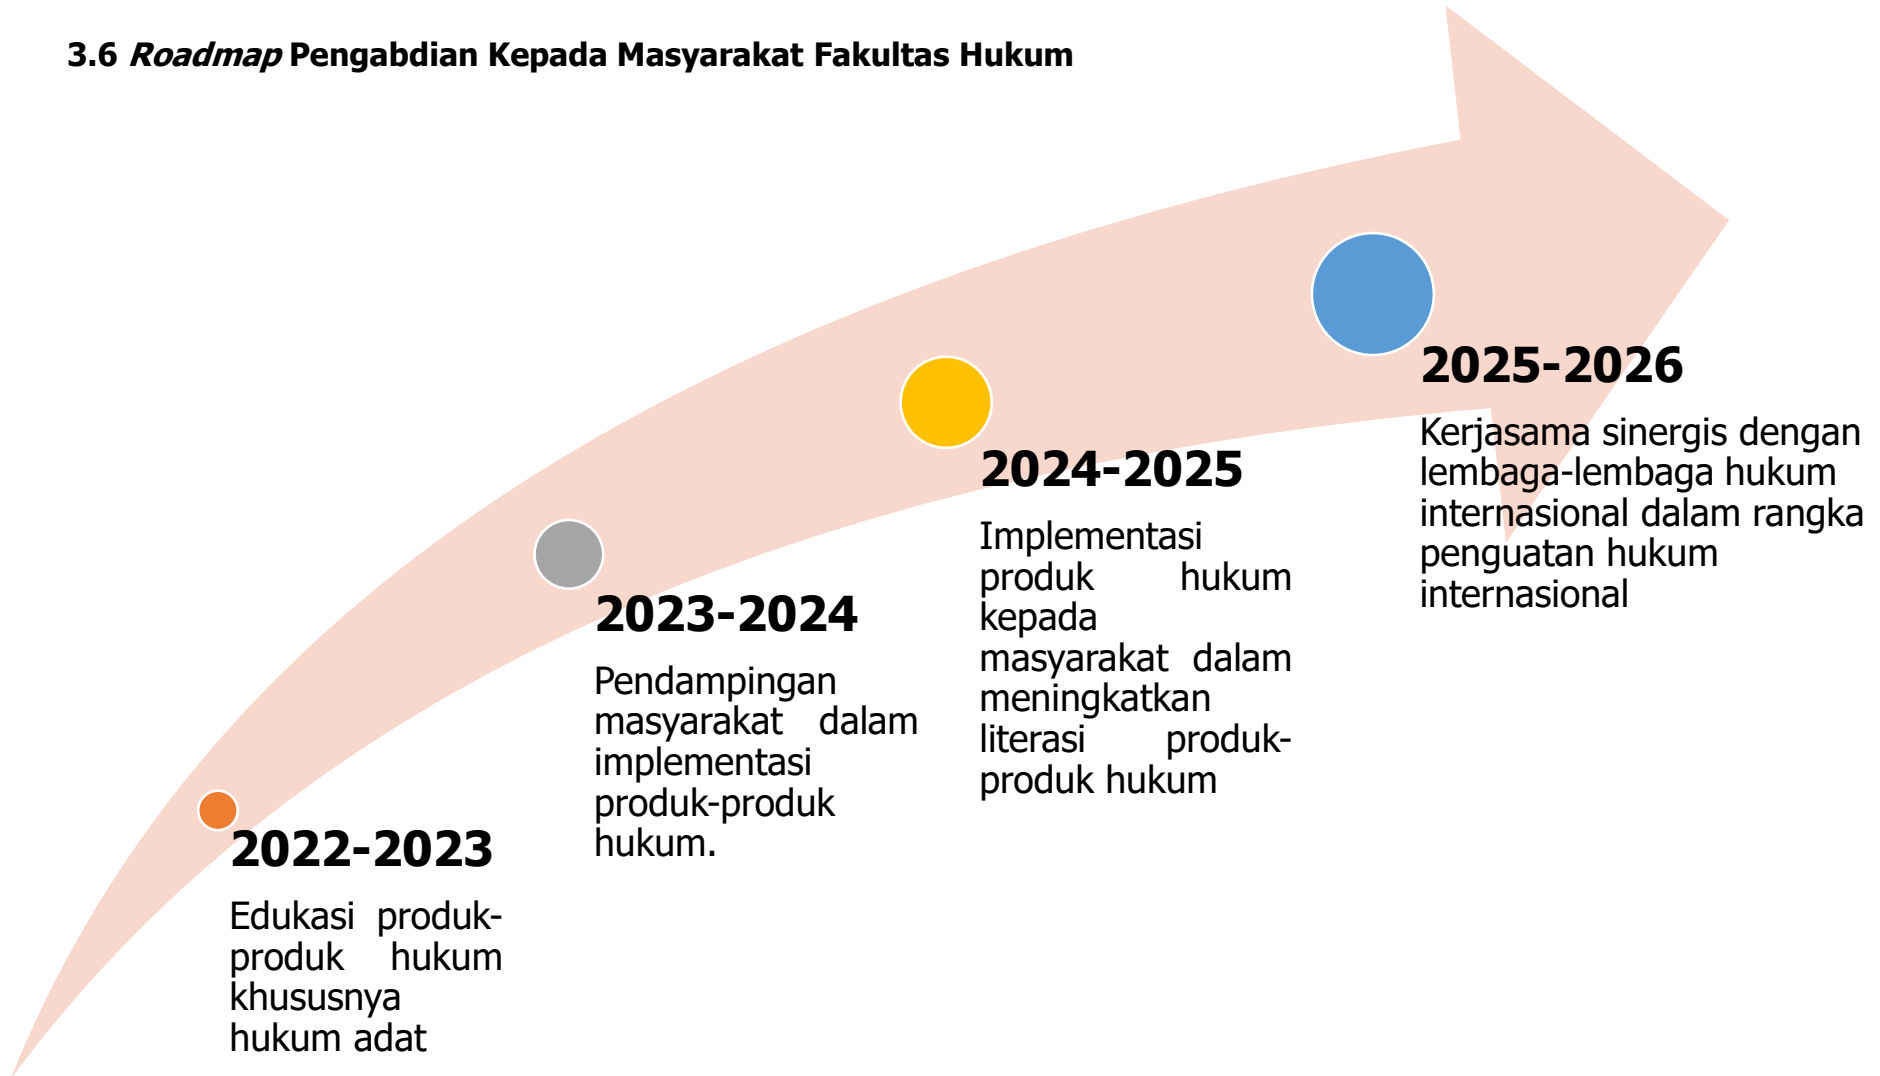 3.6 Roadmap Pengabdian Kepada Masyarakat Fakultas Hukum
2022-2023
Edukasi produk-
produk hukum
khususnya
hukum adat
2023-2024
Pendampingan
masyarakat dalam
implementasi
produk-produk
hukum.
2024-2025
Implementasi
produk hukum
kepada
masyarakat dalam
meningkatkan
literasi produk-
produk hukum
2025-2026
Kerjasama sinergis dengan
lembaga-lembaga hukum
internasional dalam rangka
penguatan hukum
internasional